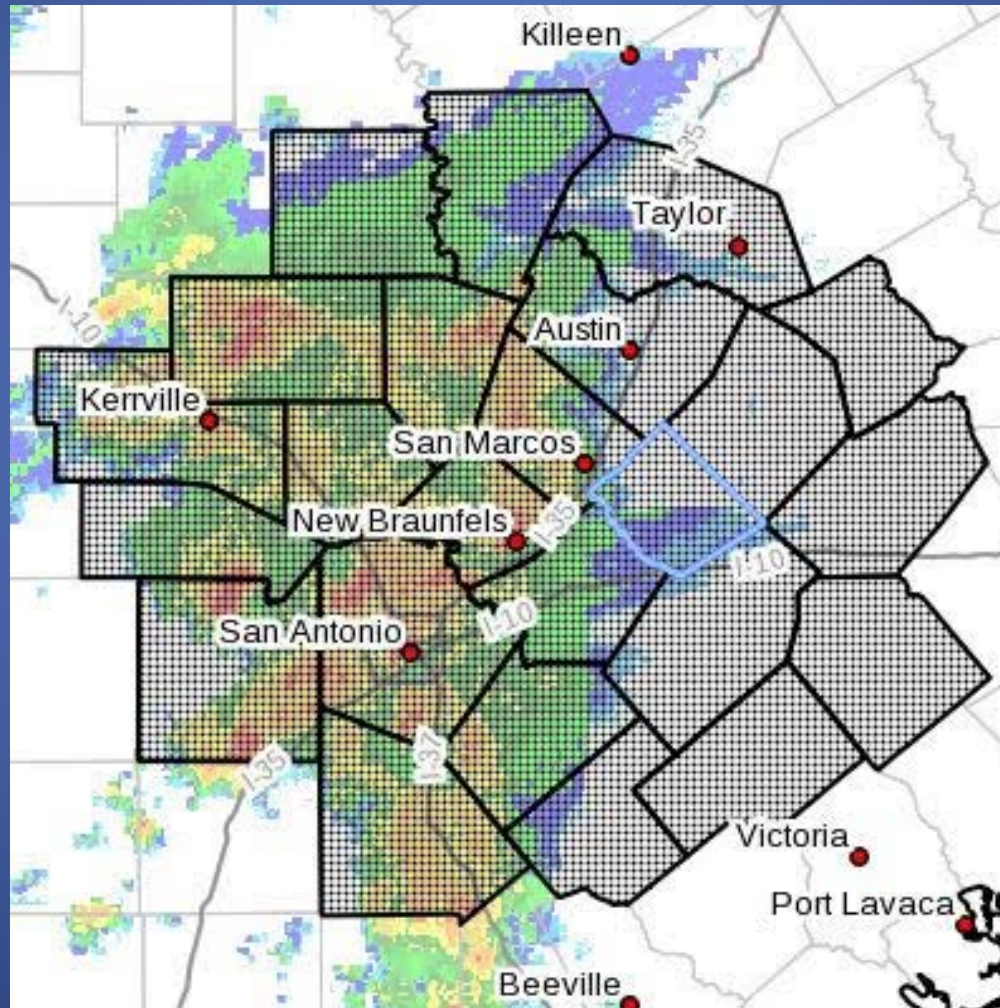 Killeen
I-35
Taylor
I-10
Austin
Kerrville
San Marcos
New Braunfels
I-35
I-10
San Antonio
I-10
I-37
I-35
Victoria
Port Lavaca
Beeville